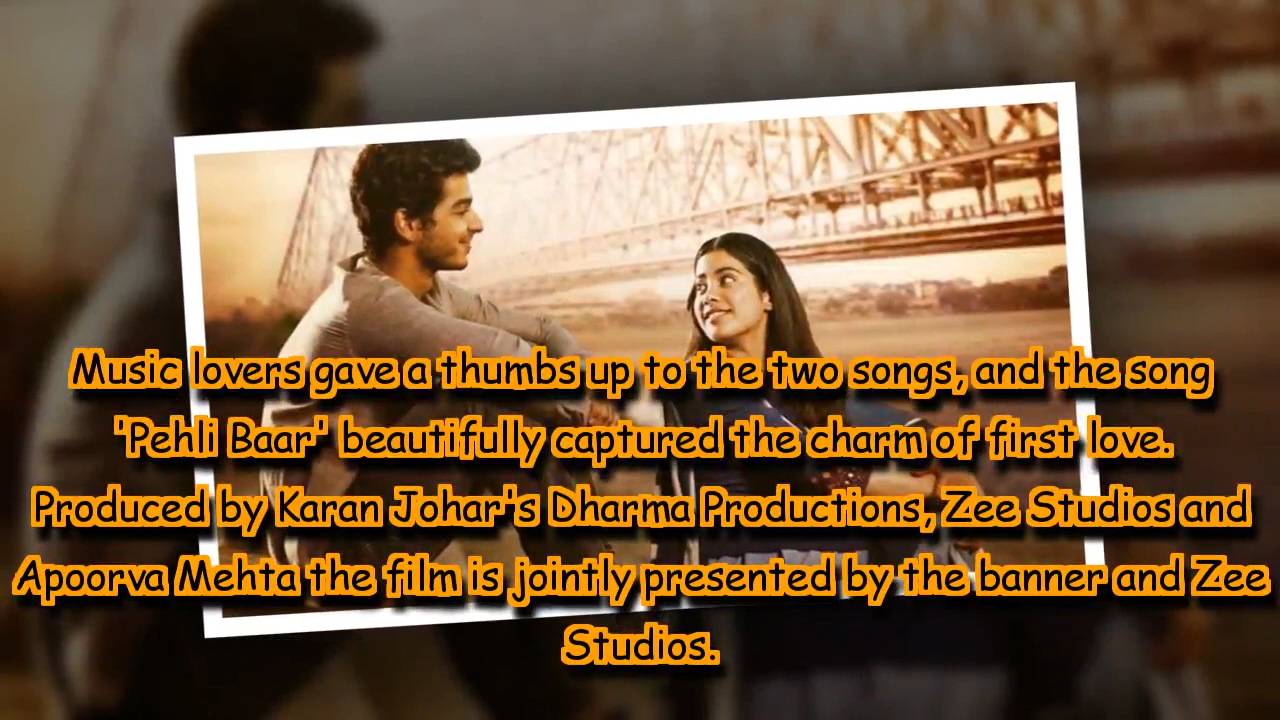 Music lovers gave a thumbs up to the two songs, and the song
'Pehli Baar' beautifully captured the charm of first love.
Produced by Karan Johar's Dharma Productions, Zee Studios and
Apoorva Mehta the film is jointly presented by the banner and Zee
Studios.